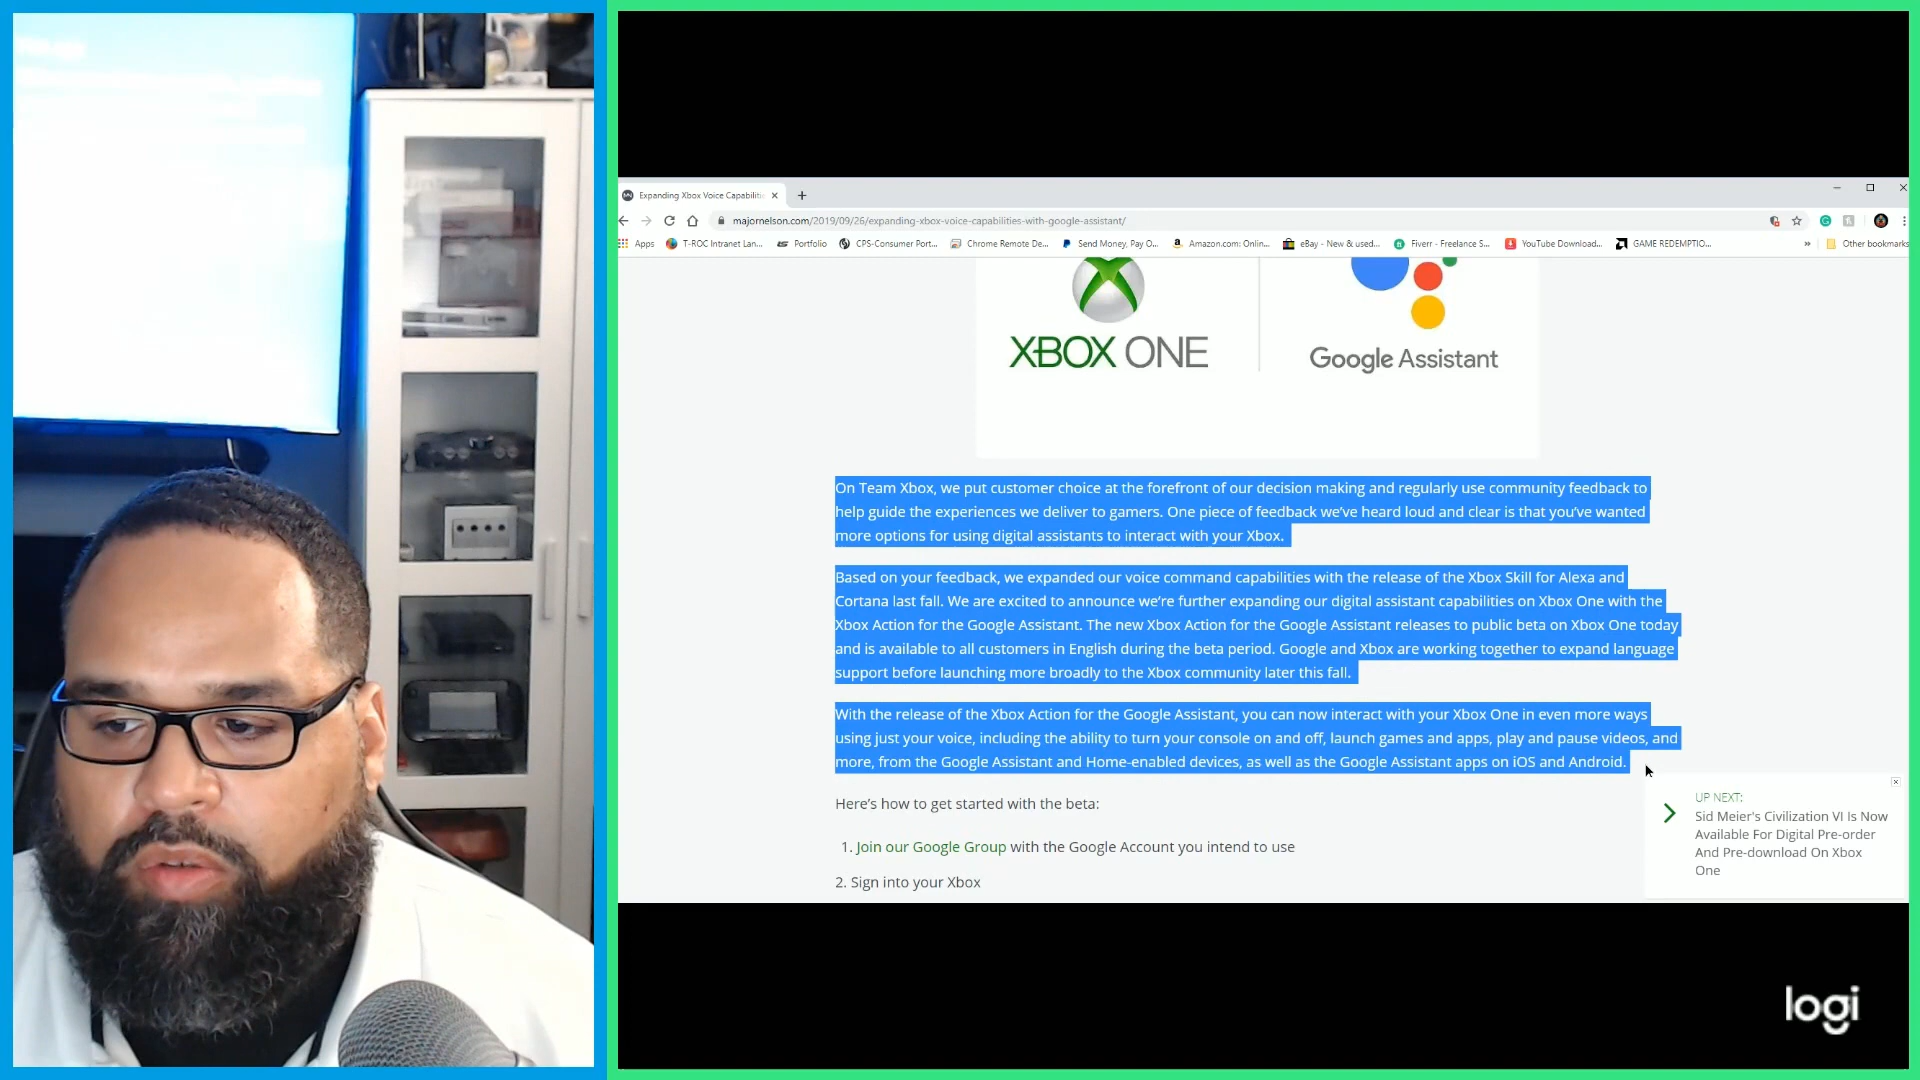 Expanding Xbox Voice Capabiliti
majornelson.com/2019/09/26/expanding-xbox-voice-capabilities-with-google-assistant/
Apps
T-ROC Intranet Lan...
Portfolio
CPS-Consumer Port...
Chrome Remote De...
Send Money, Pay O...
Amazon.com: Onlin...
eBay - New & used...
Fiverr - Freelance S...
YouTube Download...
GAME REDEMPTIO...
»
Other bookmarks
XBOX ONE
Google Assistant
On Team Xbox, we put customer choice at the forefront of our decision making and regularly use community feedback to
help guide the experiences we deliver to gamers. One piece of feedback we’ve heard loud and clear is that you’ve wanted
more options for using digital assistants to interact with your Xbox.
Based on your feedback, we expanded our voice command capabilities with the release of the Xbox Skill for Alexa and
Cortana last fall. We are excited to announce we’re further expanding our digital assistant capabilities on Xbox One with the
Xbox Action for the Google Assistant. The new Xbox Action for the Google Assistant releases to public beta on Xbox One today
and is available to all customers in English during the beta period. Google and Xbox are working together to expand language
support before launching more broadly to the Xbox community later this fall.
With the release of the Xbox Action for the Google Assistant, you can now interact with your Xbox One in even more ways
using just your voice, including the ability to turn your console on and off, launch games and apps, play and pause videos, and
more, from the Google Assistant and Home-enabled devices, as well as the Google Assistant apps on iOS and Android.
Here’s how to get started with the beta:
1. Join our Google Group with the Google Account you intend to use
2. Sign into your Xbox
UP NEXT:
Sid Meier's Civilization VI Is Now
Available For Digital Pre-order
And Pre-download On Xbox
One
logi